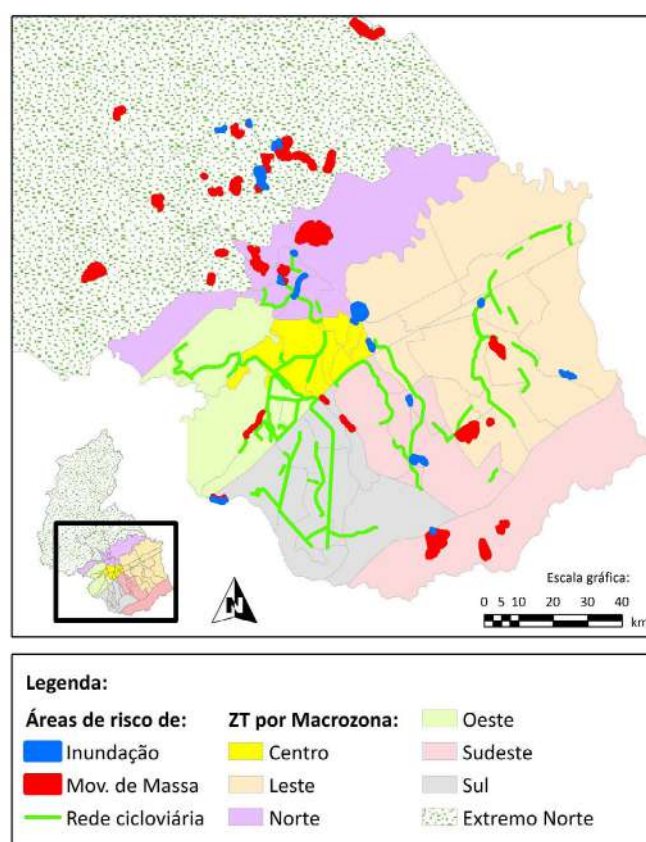 N
Escala gráfica:
0 5 10 20 30 40
km
Legenda:
Áreas de risco de:
Inundação
Mov. de Massa
Rede cicloviária
ZT por Macrozona:
Centro
Leste
Norte
Oeste
Sudeste
Sul
Extremo Norte